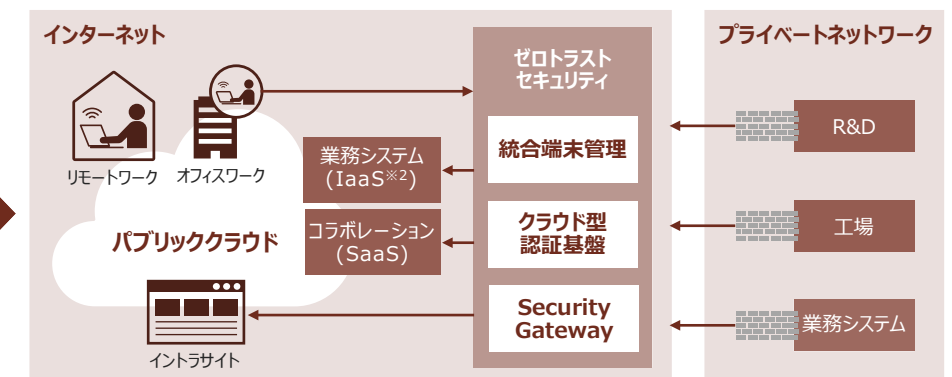 インターネット
リモートワーク
オフィスワーク
パブリッククラウド
イントラサイト
業務システム
(IaaS※2)
コラボレーション
(SaaS)
ゼロトラスト
セキュリティ
統合端末管理
クラウド型
認証基盤
Security
Gateway
プライベートネットワーク
R&D
工場
業務システム